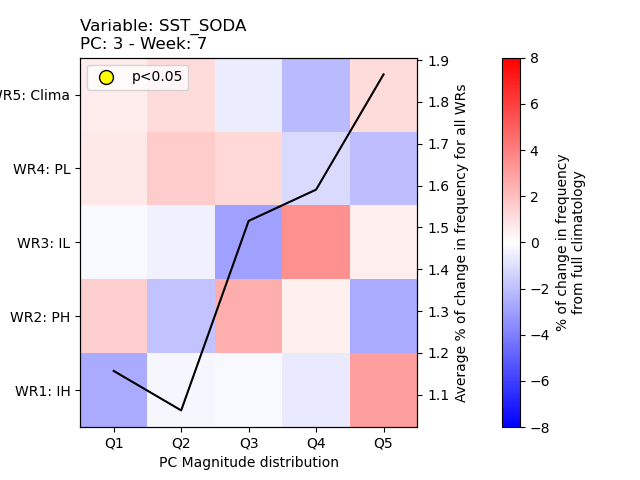 Variable: SST_SODA
PC: 3 - Week: 7
p<0.05
WR5: Clima
WR4: PL
WR3: IL
WR2: PH
WR1: IH
Q1 Q2 Q3 Q4 Q5
PC Magnitude distribution
1.9
1.8
1.7
1.6
1.5
1.4
1.3
1.2
1.1
Average % of change in frequency for all WRs
8
6
4
2
0
−2
−4
−6
−8
% of change in frequency
from full climatology